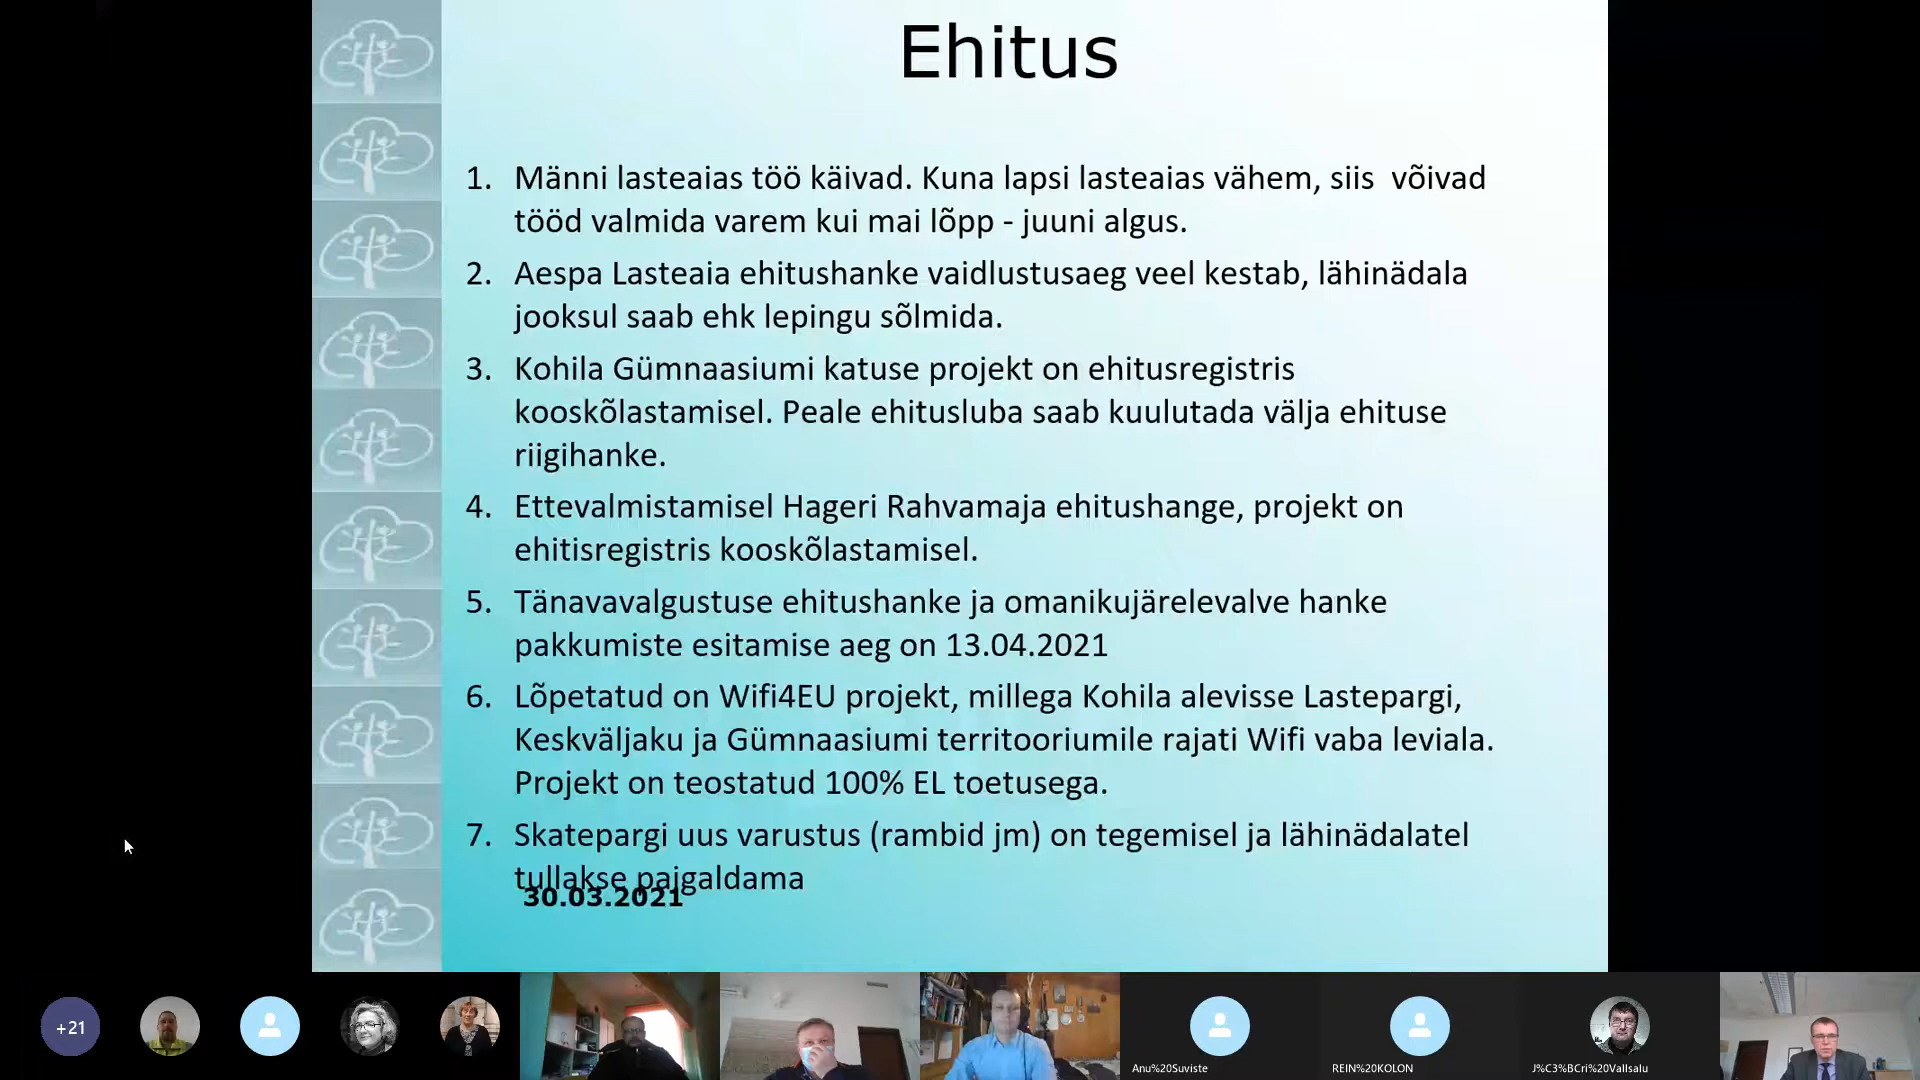 Ehitus
1. Männi lasteaias töö käivad. Kuna lapsi lasteaias vähem, siis võivad
tööd valmida varem kui mai lõpp - juuni algus.
2. Aespa Lasteaia ehitushanke vaidlustusaeg veel kestab, lähinädala
jooksul saab ehk lepingu sõlmida.
3. Kohila Gümnaasiumi katuse projekt on ehitusregistris
kooskõlastamisel. Peale ehitusluba saab kuulutada välja ehituse
riigihanke.
4. Ettevalmistamisel Hageri Rahvamaja ehitushange, projekt on
ehitisregistris kooskõlastamisel.
5. Tänavavalgustuse ehitushanke ja omanikujärelevalve hanke
pakkumiste esitamise aeg on 13.04.2021
6. Lõpetatud on Wifi4EU projekt, millega Kohila alevisse Lastepargi,
Keskväljaku ja Gümnaasiumi territooriumile rajati Wifi vaba leviala.
Projekt on teostatud 100% EL toetusega.
7. Skatepargi uus varustus (rambid jm) on tegemisel ja lähinädalatel
tullakse paigaldama
30.03.2021
+21
Anu%20Suviste
REIN%20KOLON
J%C3%BCri%20Vallsalu